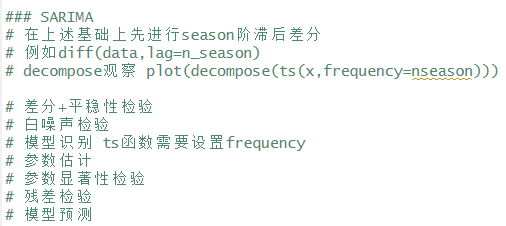 ### SARIMA
# 在上述基础上先进行season阶滞后差分
# 例如diff(data,lag=n_season)
# decompose观察 plot(decompose(ts(x,frequency=nseason)))
# 差分+平稳性检验
# 白噪声检验
# 模型识别 ts函数需要设置frequency
# 参数估计
# 参数显著性检验
# 残差检验
# 模型预测